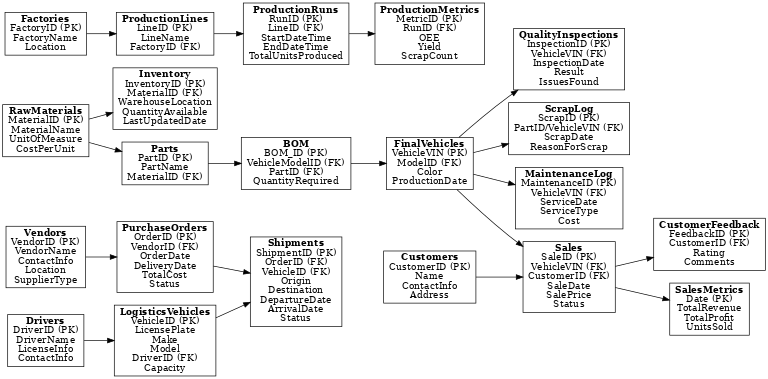 Factories
FactoryID (PK)
FactoryName
Location
ProductionLines
LineID (PK)
LineName
FactoryID (FK)
ProductionRuns
RunID (PK)
LineID (FK)
StartDateTime
EndDateTime
TotalUnitsProduced
ProductionMetrics
MetricID (PK)
RunID (FK)
OEE
Yield
ScrapCount
QualityInspections
InspectionID (PK)
VehicleVIN (FK)
InspectionDate
Result
IssuesFound
RawMaterials
MaterialID (PK)
MaterialName
UnitOfMeasure
CostPerUnit
Inventory
InventoryID (PK)
MaterialID (FK)
WarehouseLocation
QuantityAvailable
LastUpdatedDate
Parts
PartID (PK)
PartName
MaterialID (FK)
BOM
BOM_ID (PK)
VehicleModelID (FK)
PartID (FK)
QuantityRequired
FinalVehicles
VehicleVIN (PK)
ModelID (FK)
Color
ProductionDate
ScrapLog
ScrapID (PK)
PartID/VehicleVIN (FK)
ScrapDate
ReasonForScrap
MaintenanceLog
MaintenanceID (PK)
VehicleVIN (FK)
ServiceDate
ServiceType
Cost
Vendors
VendorID (PK)
VendorName
ContactInfo
Location
SupplierType
PurchaseOrders
OrderID (PK)
VendorID (FK)
OrderDate
DeliveryDate
TotalCost
Status
Shipments
ShipmentID (PK)
OrderID (FK)
VehicleID (FK)
Origin
Destination
DepartureDate
ArrivalDate
Status
Customers
CustomerID (PK)
Name
ContactInfo
Address
Sales
SaleID (PK)
VehicleVIN (FK)
CustomerID (FK)
SaleDate
SalePrice
Status
CustomerFeedback
FeedbackID (PK)
CustomerID (FK)
Rating
Comments
SalesMetrics
Date (PK)
TotalRevenue
TotalProfit
UnitsSold
Drivers
DriverID (PK)
DriverName
LicenseInfo
ContactInfo
LogisticsVehicles
VehicleID (PK)
LicensePlate
Make
Model
DriverID (FK)
Capacity